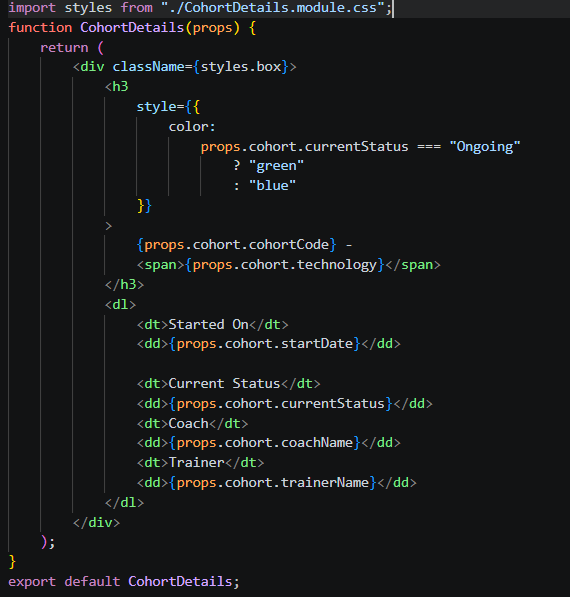 import styles from "./CohortDetails.module.css";
function CohortDetails(props) {
    return (
        <div className={styles.box}>
            <h3
                style={{
                    color:
                        props.cohort.currentStatus === "Ongoing"
                            ? "green"
                            : "blue"
                }}
            >
                {props.cohort.cohortCode} -
                <span>{props.cohort.technology}</span>
            </h3>
            <dl>
                <dt>Started On</dt>
                <dd>{props.cohort.startDate}</dd>

                <dt>Current Status</dt>
                <dd>{props.cohort.currentStatus}</dd>
                <dt>Coach</dt>
                <dd>{props.cohort.coachName}</dd>
                <dt>Trainer</dt>
                <dd>{props.cohort.trainerName}</dd>
            </dl>
        </div>
    );
}
export default CohortDetails;